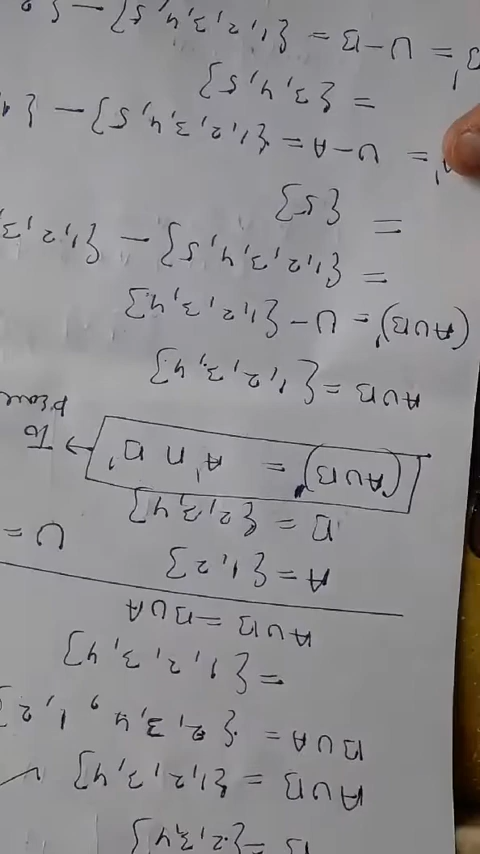 B = {2,3,4}
A∪B = {1,2,3,4} ✓
B∪A = {2,3,4, 1,2}
= {1,2,3,4}
A∪B = B∪A
A = {1,2} U =
B = {2,3,4}
(A∪B)' = A' ∩ B' → To prove
A∪B = {1,2,3,4}
(A∪B)' = U - {1,2,3,4}
= {1,2,3,4,5} - {1,2,3,
= {5}
A' = U-A = {1,2,3,4,5} - {1,
= {3,4,5}
B' = U-B = {1,2,3,4,5} - {2